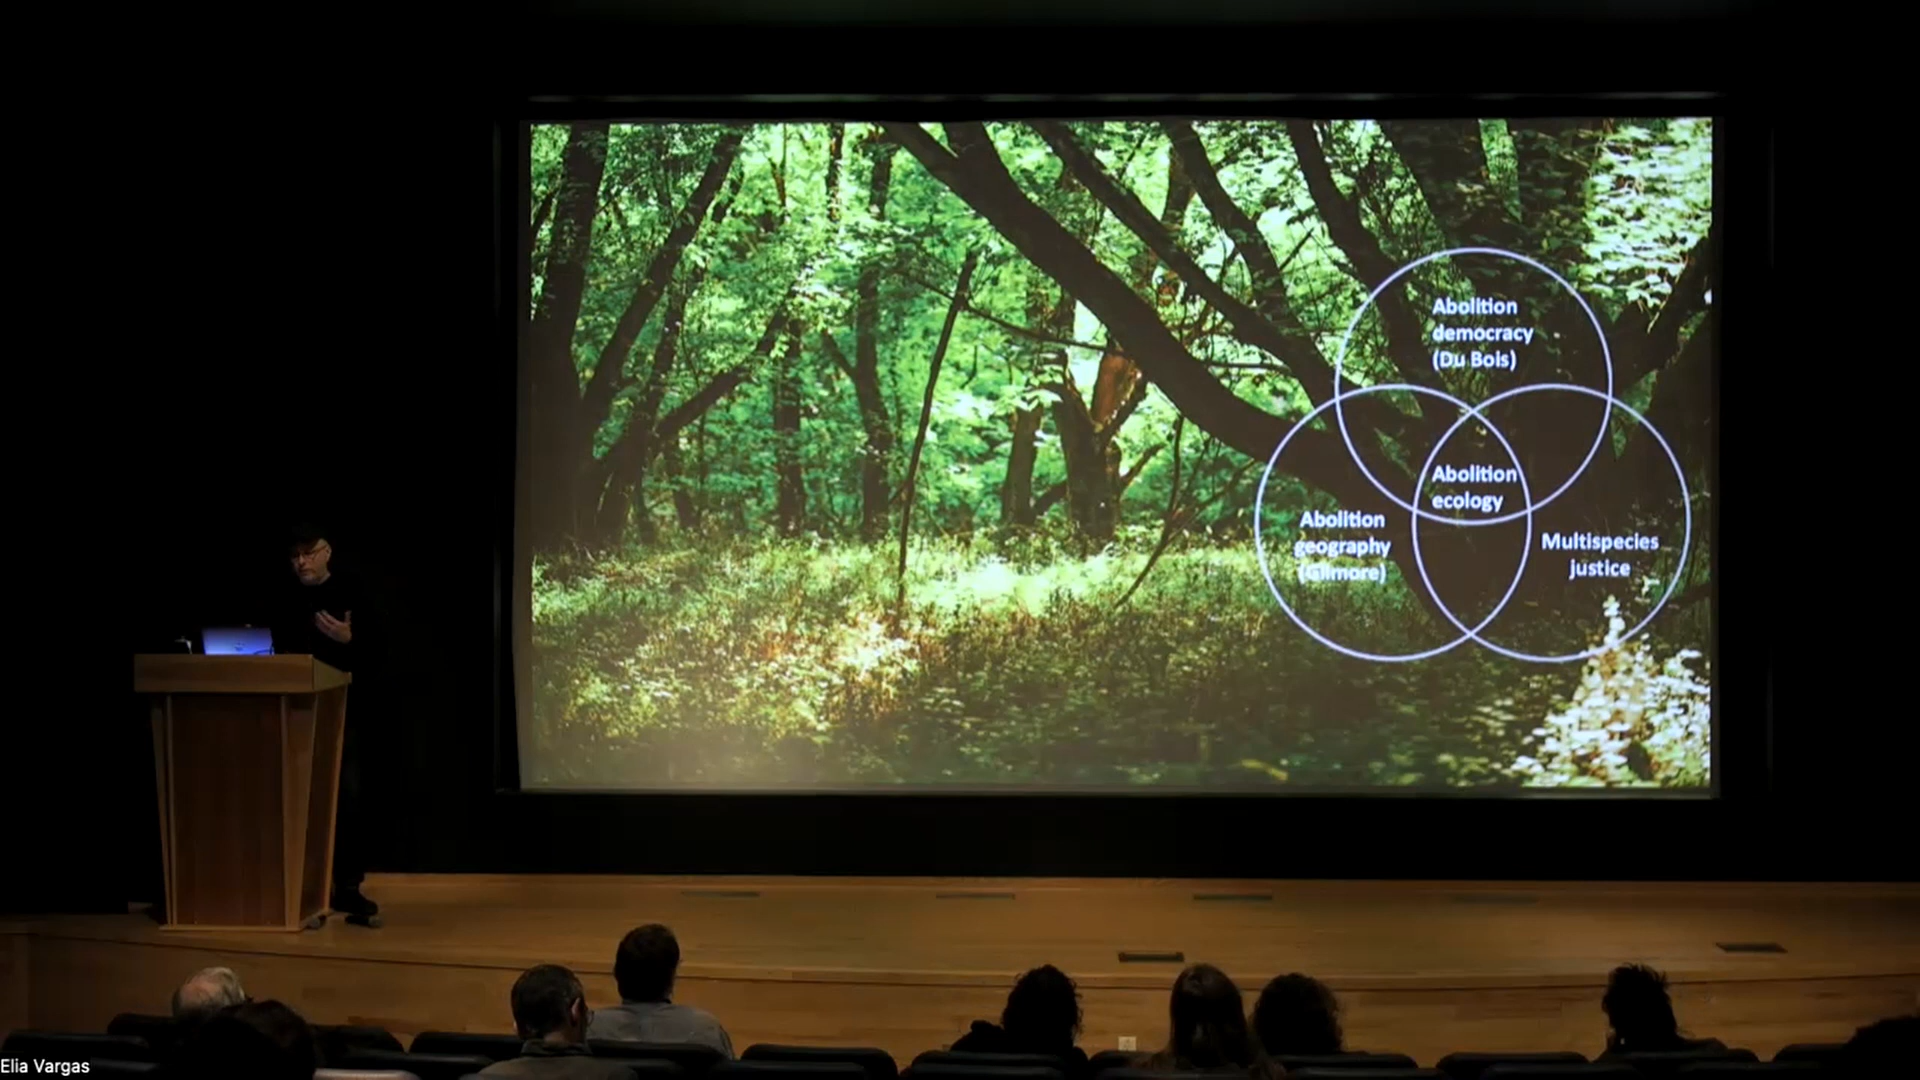 Abolition
democracy
(Du Bois)
Abolition
ecology
Abolition
geography
(Gilmore)
Multispecies
justice
Elia Vargas